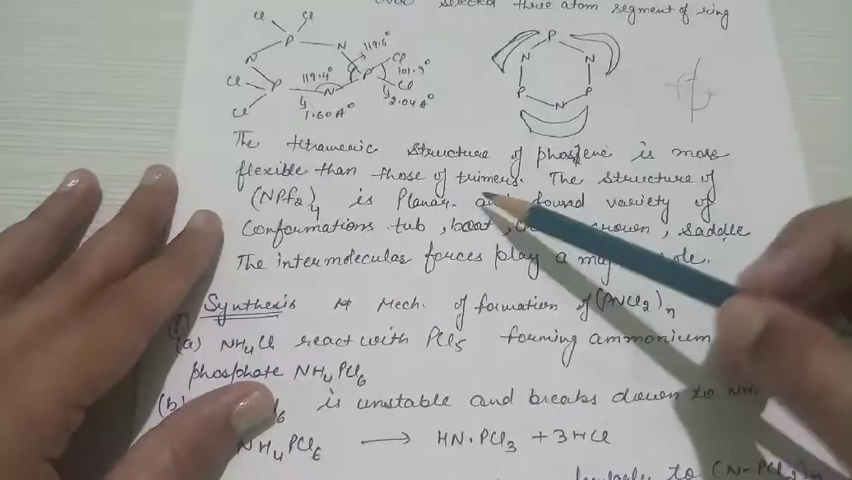 over selected three atom segment of ring
Cl Cl
P
N N
119.6°
Cl
Cl
P
119.4°
N
P
101.9°
Cl
Cl
2.04A°
1.60A°
P
N N
P P
N
The tetrameric structure of is more
flexible than those of trimers. The structure of
(NPF2)4 is Planar. and found variety of
conformations tub, boat, crown, saddle
The intermolecular forces play a role.
Synthesis Mech. of formation of (PNCl2)n
(a) NH4Cl react with PCl5 forming ammonium
phosphate NH4PCl6
(b) is unstable and breaks down to
NH4PCl6 ⟶ HN.PCl3 + 3HCl
to